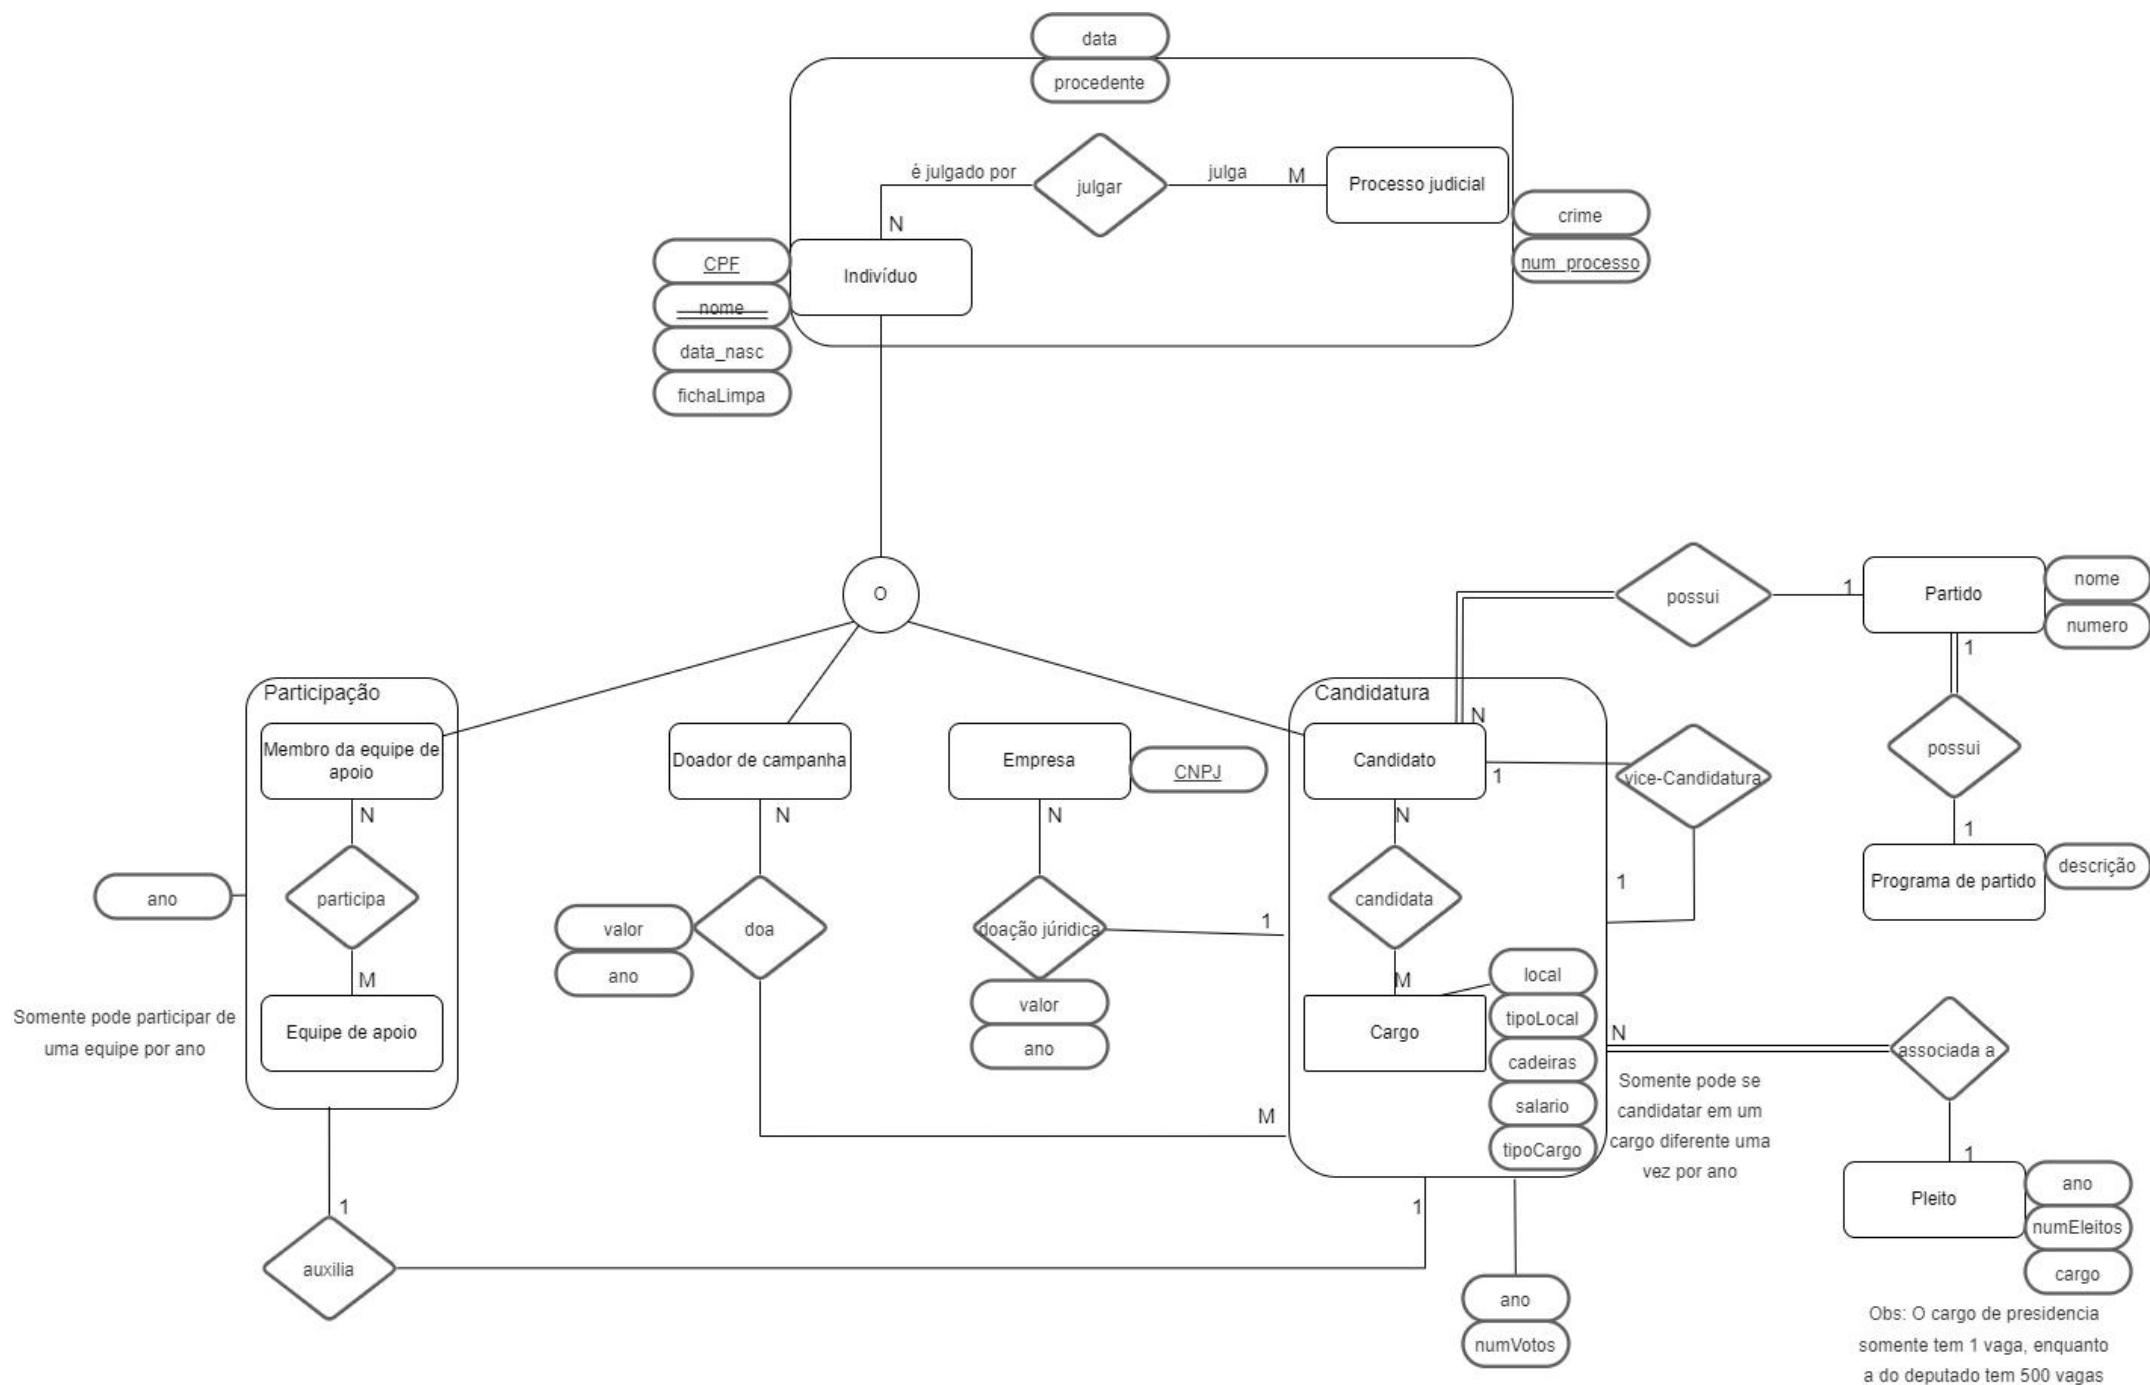 data
procedente
é julgado por
julgar
julga
M
Processo judicial
crime
num_processo
N
CPF
nome
data_nasc
fichaLimpa
Indivíduo
O
possui
1
Partido
nome
numero
1
possui
1
Programa de partido
descrição
Participação
Membro da equipe de
apoio
N
participa
M
Equipe de apoio
ano
Somente pode participar de
uma equipe por ano
Doador de campanha
N
doa
valor
ano
M
Empresa
CNPJ
N
doação júridica
1
valor
ano
Candidatura
N
Candidato
1
vice-Candidatura
1
N
candidata
M
Cargo
local
tipoLocal
cadeiras
salario
tipoCargo
N
associada a
Somente pode se
candidatar em um
cargo diferente uma
vez por ano
1
Pleito
ano
numEleitos
cargo
Obs: O cargo de presidencia
somente tem 1 vaga, enquanto
a do deputado tem 500 vagas
1
auxilia
1
ano
numVotos